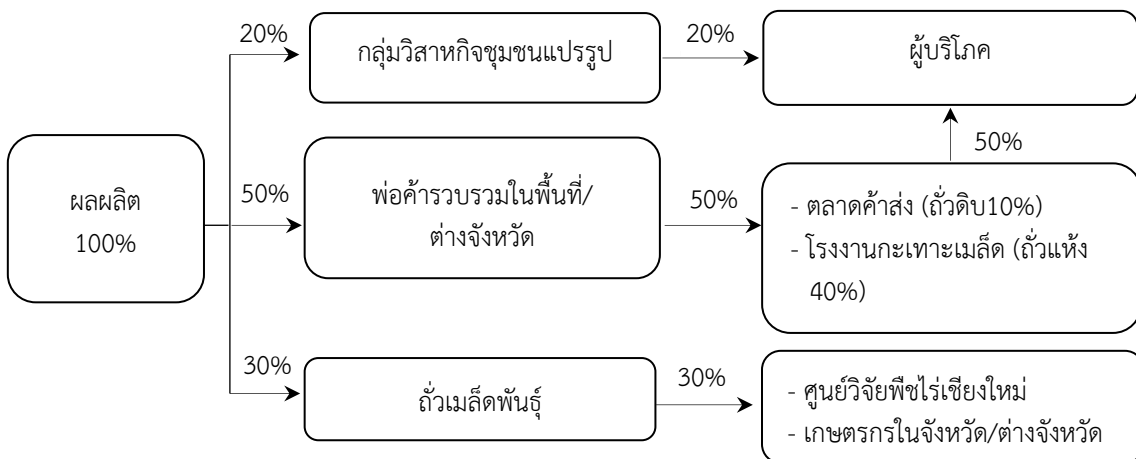 20%
กลุ่มวิสาหกิจชุมชนแปรรูป
20%
ผู้บริโภค
50%
ผลผลิต
100%
50%
พ่อค้ารวบรวมในพื้นที่/
ต่างจังหวัด
50%
- ตลาดค้าส่ง (ถั่วดิบ10%)
- โรงงานกะเทาะเมล็ด (ถั่วแห้ง
40%)
30%
ถั่วเมล็ดพันธุ์
30%
- ศูนย์วิจัยพืชไร่เชียงใหม่
- เกษตรกรในจังหวัด/ต่างจังหวัด